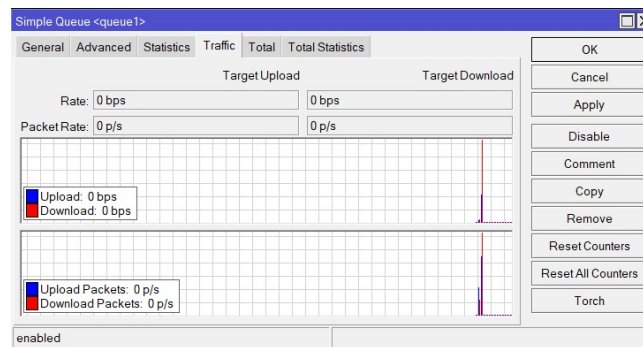 Simple Queue <queue1>
General Advanced Statistics Traffic Total Total Statistics
Target Upload Target Download
Rate: 0 bps 0 bps
Packet Rate: 0 p/s 0 p/s
Upload: 0 bps
Download: 0 bps
Upload Packets: 0 p/s
Download Packets: 0 p/s
OK
Cancel
Apply
Disable
Comment
Copy
Remove
Reset Counters
Reset All Counters
Torch
enabled